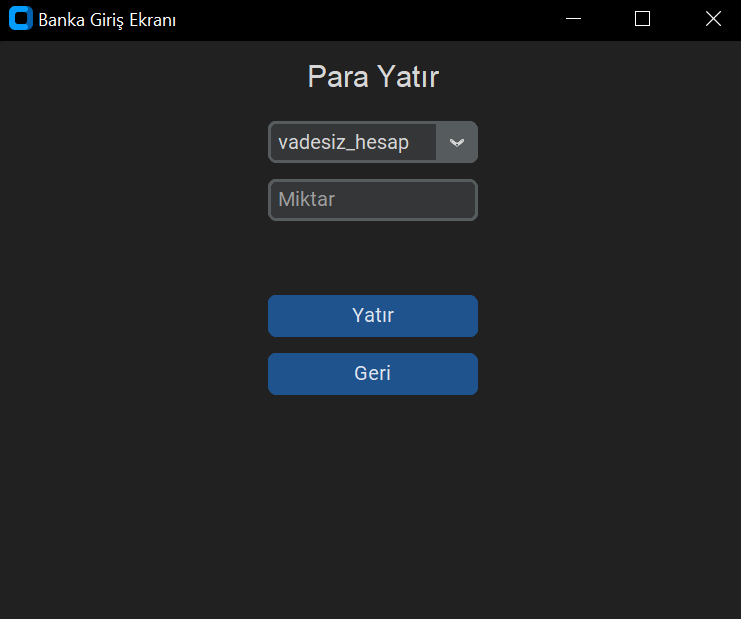 Banka Giriş Ekranı
Para Yatır
vadesiz_hesap
Miktar
Yatır
Geri